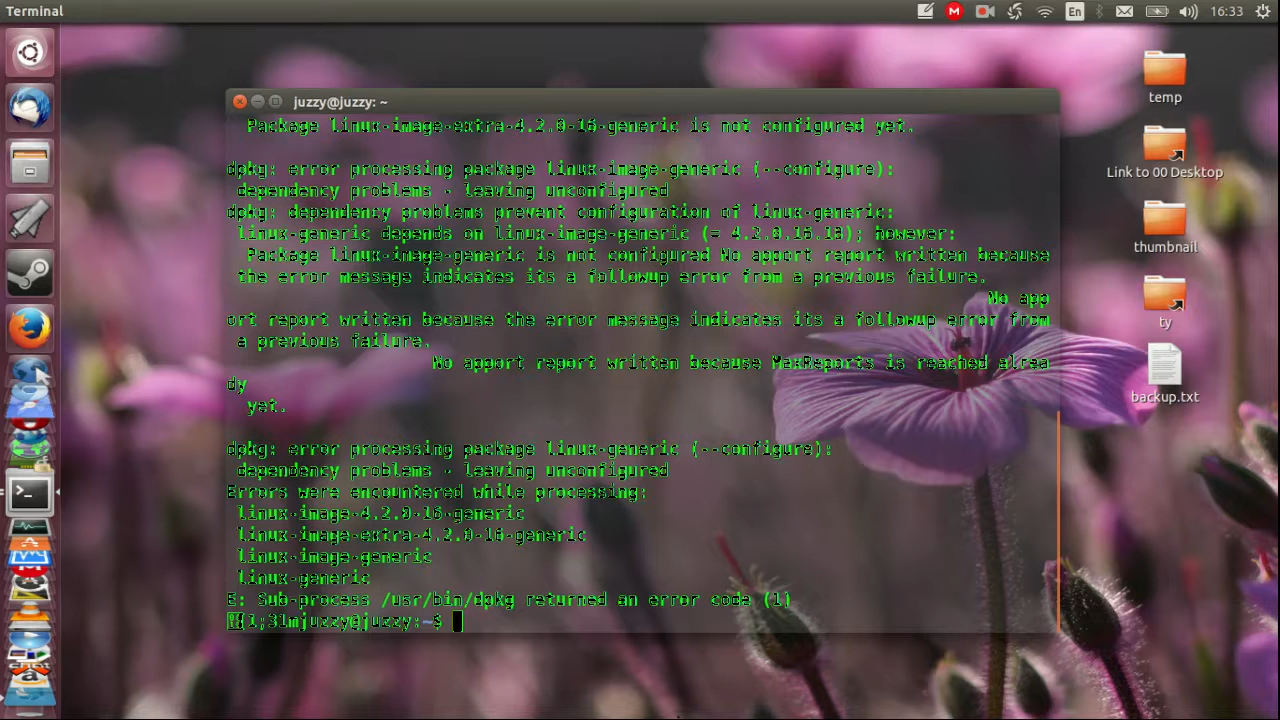 Terminal
En
16:33
juzzy@juzzy: ~
Package linux-image-extra-4.2.0-16-generic is not configured yet.
dpkg: error processing package linux-image-generic (--configure):
dependency problems - leaving unconfigured
dpkg: dependency problems prevent configuration of linux-generic:
linux-generic depends on linux-image-generic (= 4.2.0.16.18); however:
Package linux-image-generic is not configured No apport report written because
the error message indicates its a followup error from a previous failure.
No app
ort report written because the error message indicates its a followup error from
a previous failure.
No apport report written because MaxReports is reached alrea
dy
yet.
dpkg: error processing package linux-generic (--configure):
dependency problems - leaving unconfigured
Errors were encountered while processing:
linux-image-4.2.0-16-generic
linux-image-extra-4.2.0-16-generic
linux-image-generic
linux-generic
E: Sub-process /usr/bin/dpkg returned an error code (1)
[1;31mjuzzy@juzzy:~$
temp
Link to 00 Desktop
thumbnail
ty
backup.txt